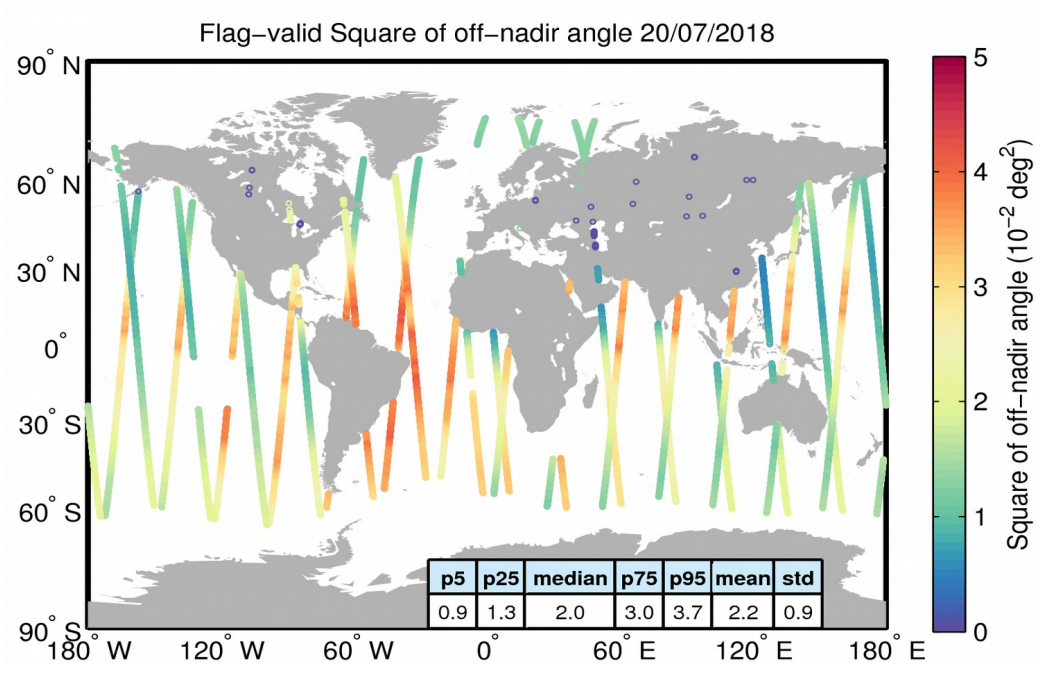 Flag−valid Square of off−nadir angle 20/07/2018
90° N
60° N
30° N
0°
30° S
60° S
90° S
180° W
120° W
60° W
0°
60° E
120° E
180° E
p5 p25 median p75 p95 mean std
0.9 1.3 2.0 3.0 3.7 2.2 0.9
5
4
3
2
1
0
Square of off−nadir angle (10⁻² deg²)